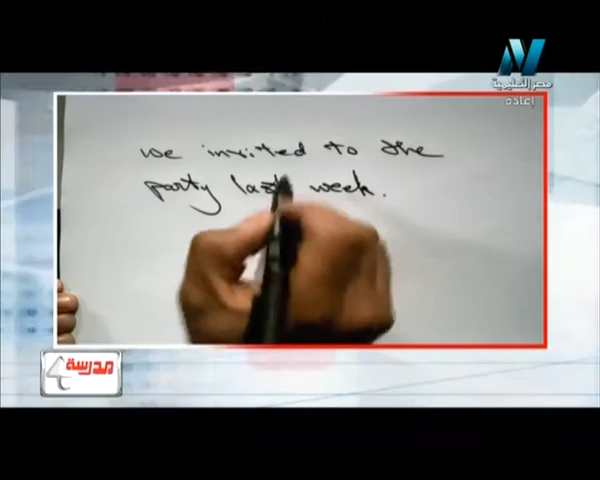 مصر التعليمية
إعادة
we invited to the
party last week.
مدرسة